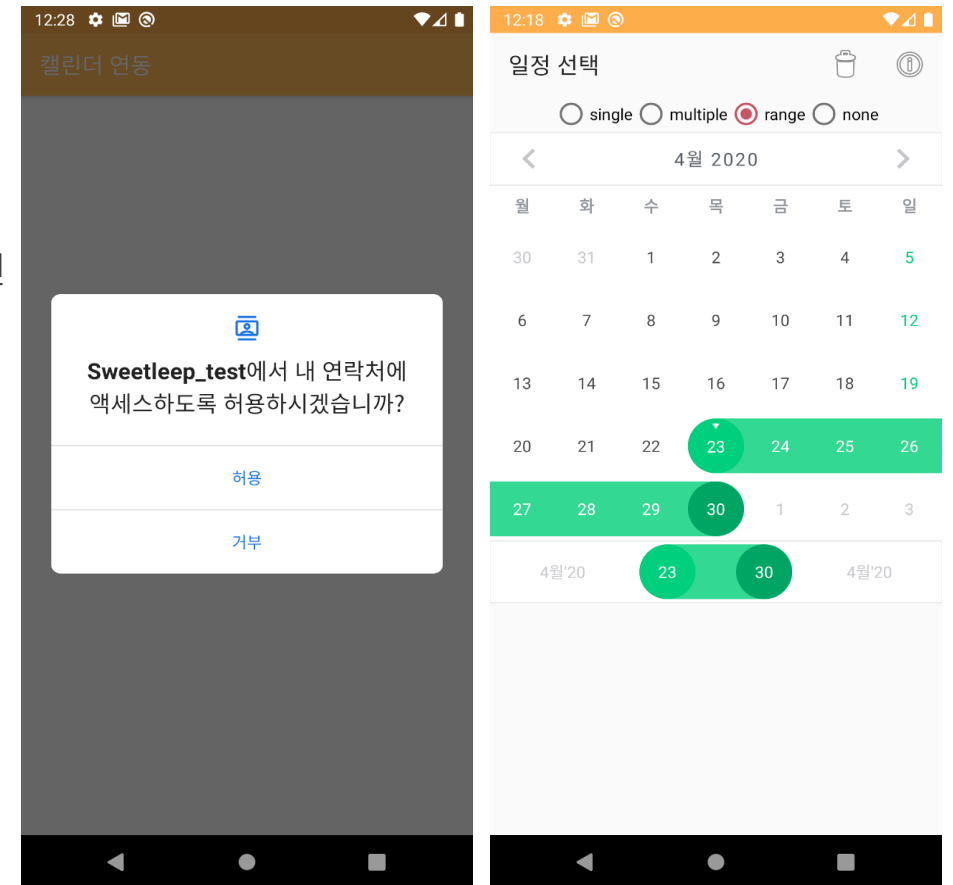 12:28
캘린더 연동
Sweetleep_test에서 내 연락처에
액세스하도록 허용하시겠습니까?
허용
거부
12:18
일정 선택
single multiple range none
4월 2020
월 화 수 목 금 토 일
30 31 1 2 3 4 5
6 7 8 9 10 11 12
13 14 15 16 17 18 19
20 21 22 23 24 25 26
27 28 29 30 1 2 3
4월'20 23 30 4월'20